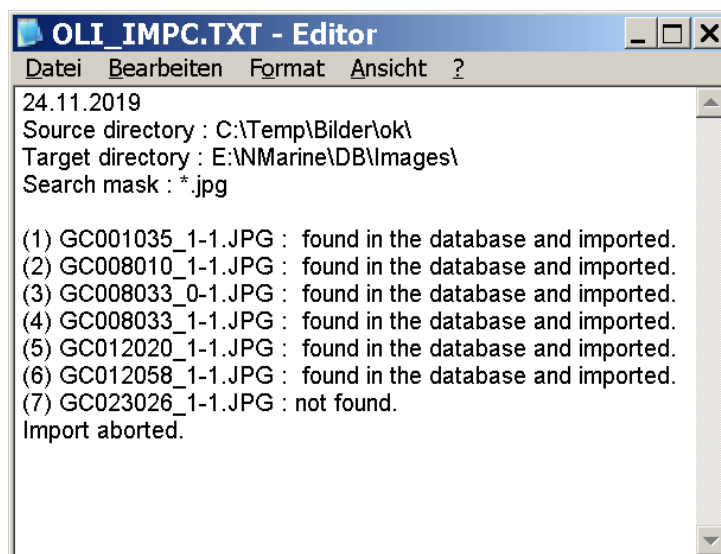 OLI_IMPC.TXT - Editor
Datei Bearbeiten Format Ansicht ?
24.11.2019
Source directory : C:\Temp\Bilder\ok\
Target directory : E:\NMarine\DB\Images\
Search mask : *.jpg
(1) GC001035_1-1.JPG :  found in the database and imported.
(2) GC008010_1-1.JPG :  found in the database and imported.
(3) GC008033_0-1.JPG :  found in the database and imported.
(4) GC008033_1-1.JPG :  found in the database and imported.
(5) GC012020_1-1.JPG :  found in the database and imported.
(6) GC012058_1-1.JPG :  found in the database and imported.
(7) GC023026_1-1.JPG : not found.
Import aborted.